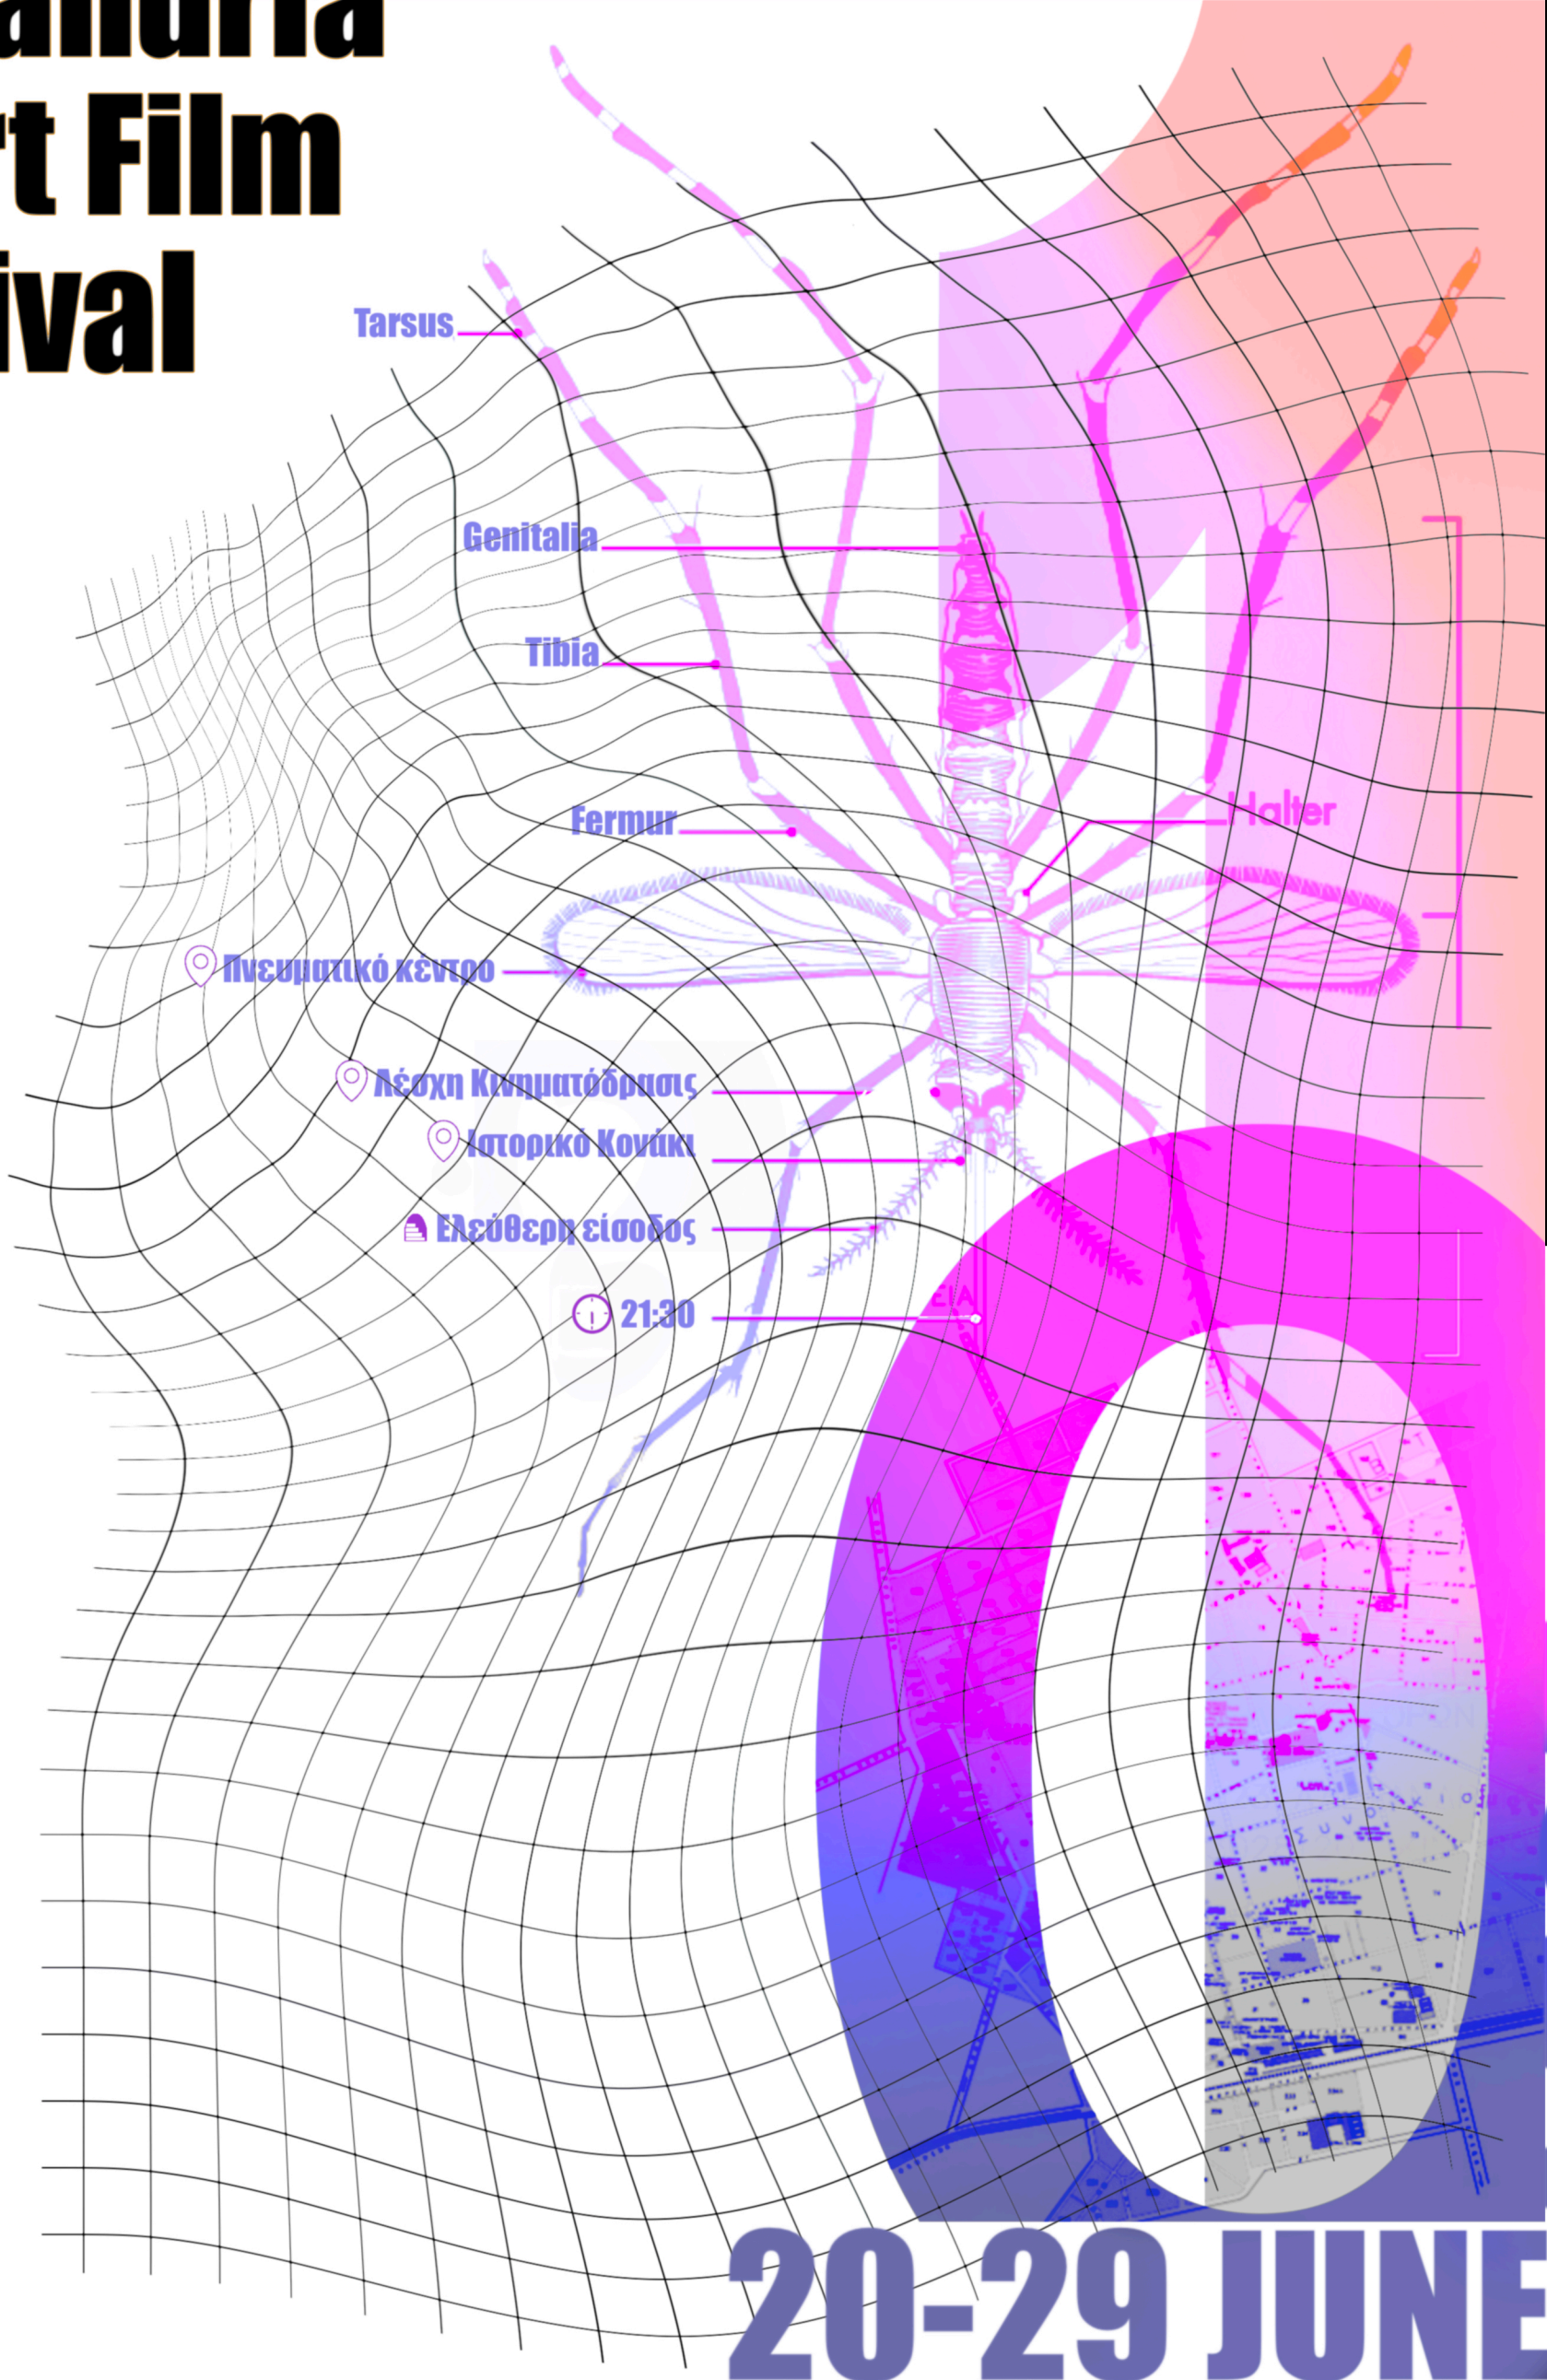 andria
rt Film
ival
Tarsus
Genitalia
Tibia
Fermur
Halter
Πνευματικό κέντρο
Λέσχη Κινηματόδρασις
Ιστορικό Κονάκι
Ελεύθερη είσοδος
21:30
20-29 JUNE